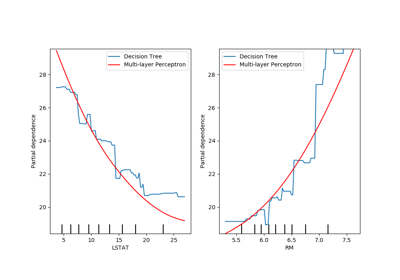 Decision Tree
Multi-layer Perceptron
28
26
24
22
20
Partial dependence
5
10
15
20
25
LSTAT
Decision Tree
Multi-layer Perceptron
28
26
24
22
20
Partial dependence
5.5
6.0
6.5
7.0
7.5
RM